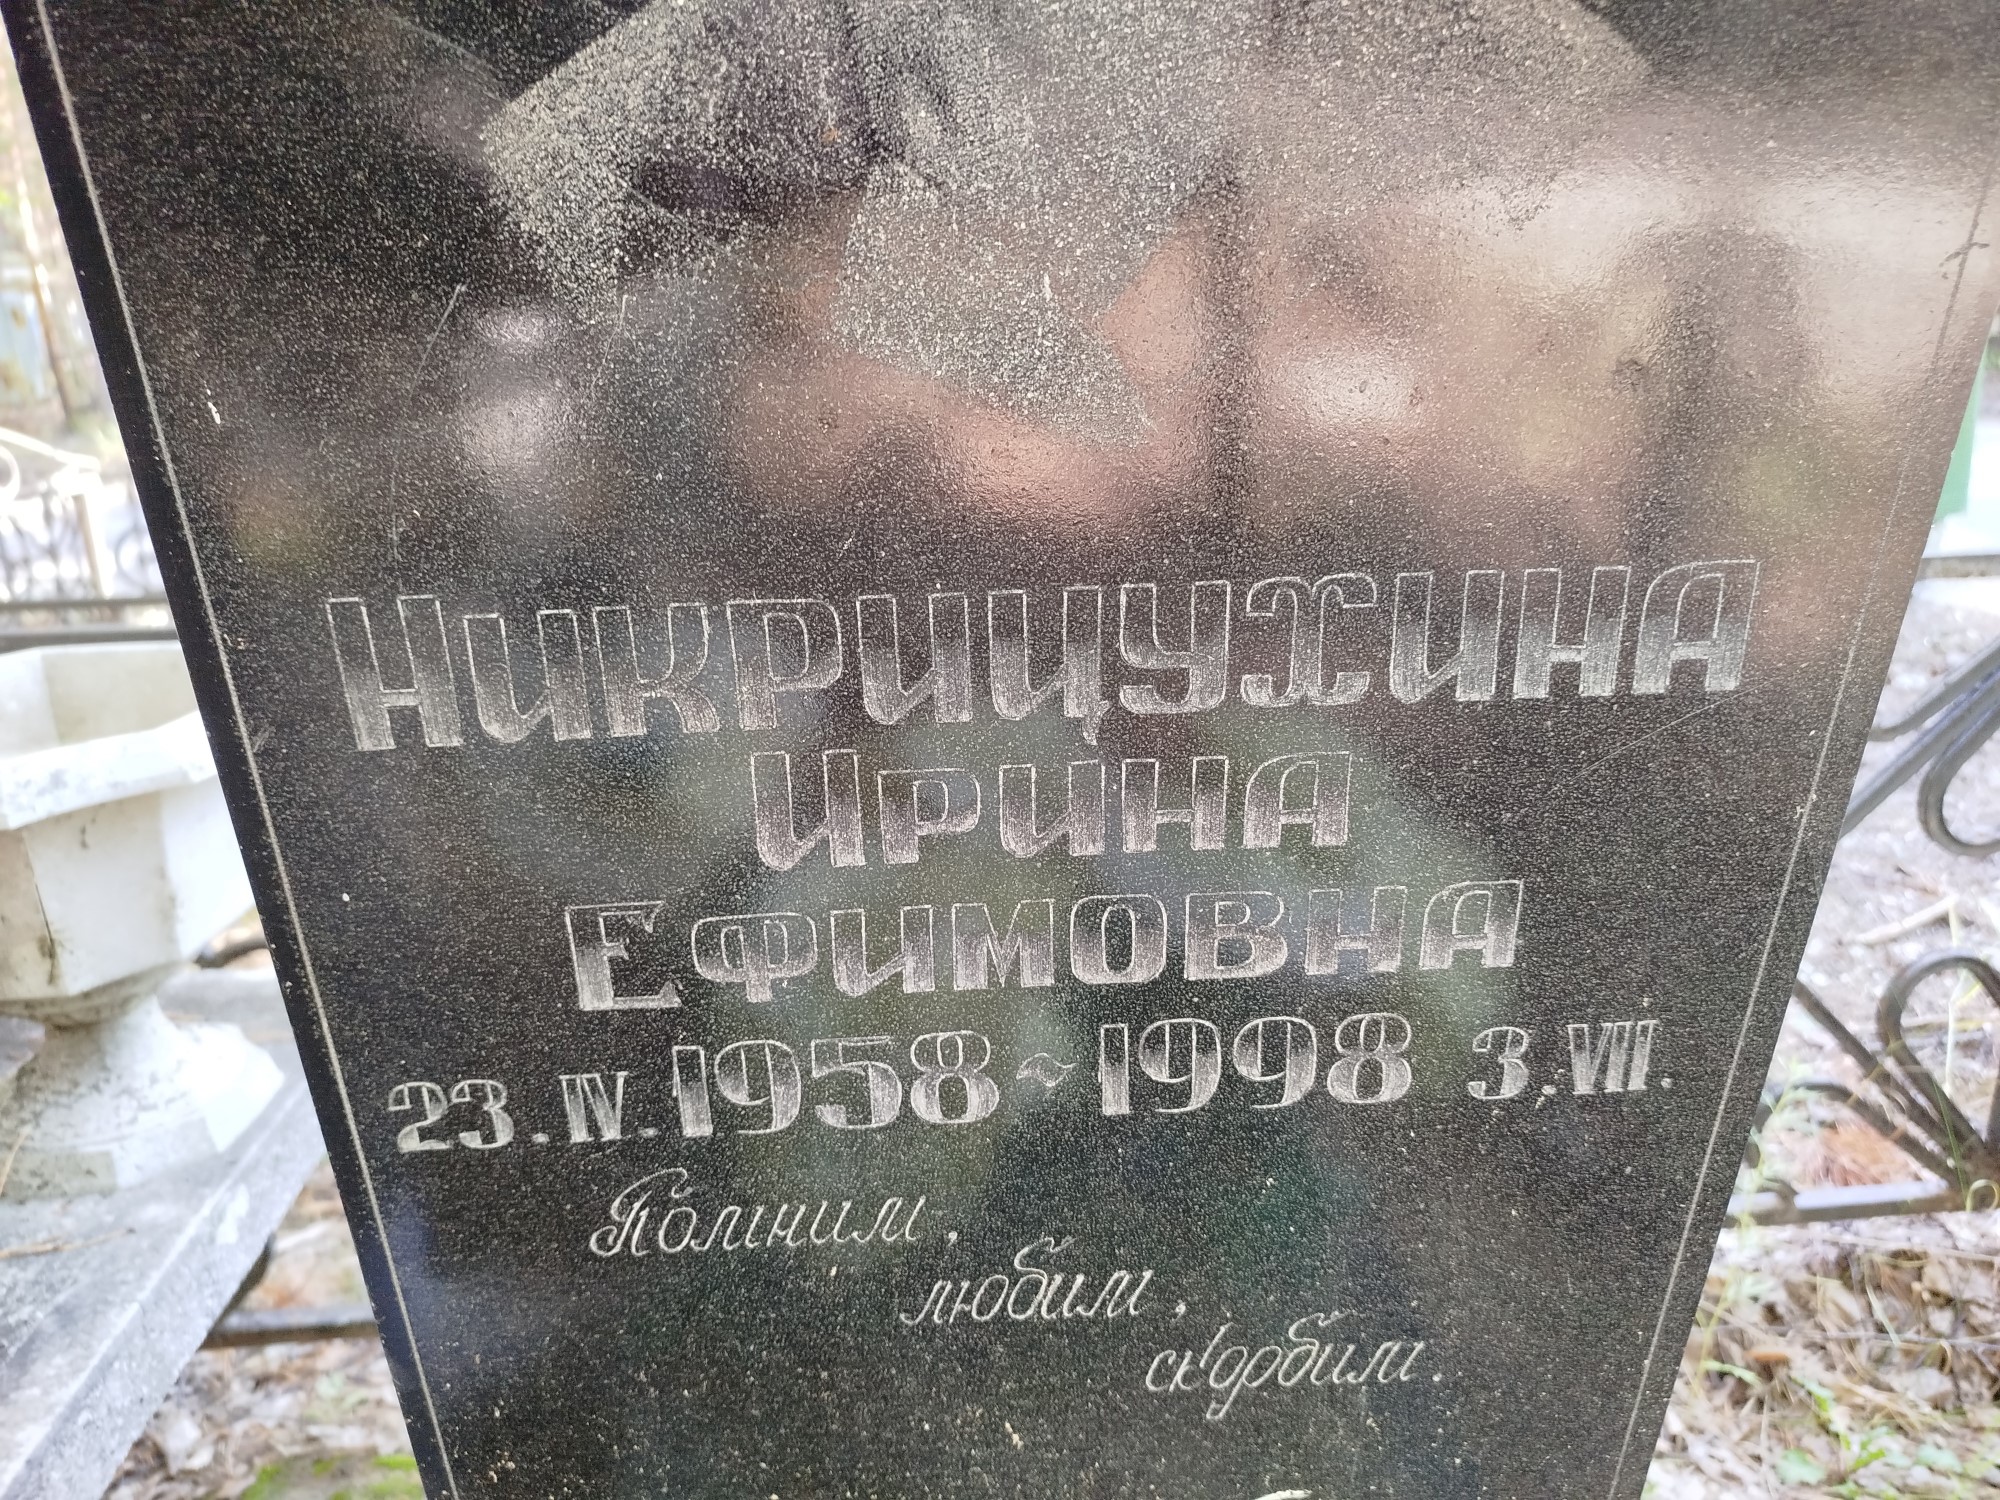 НИКРИЦУХИНА
ИРИНА
ЕФИМОВНА
23.IV.1958~1998 3.VII.
Помним,
любим,
скорбим.